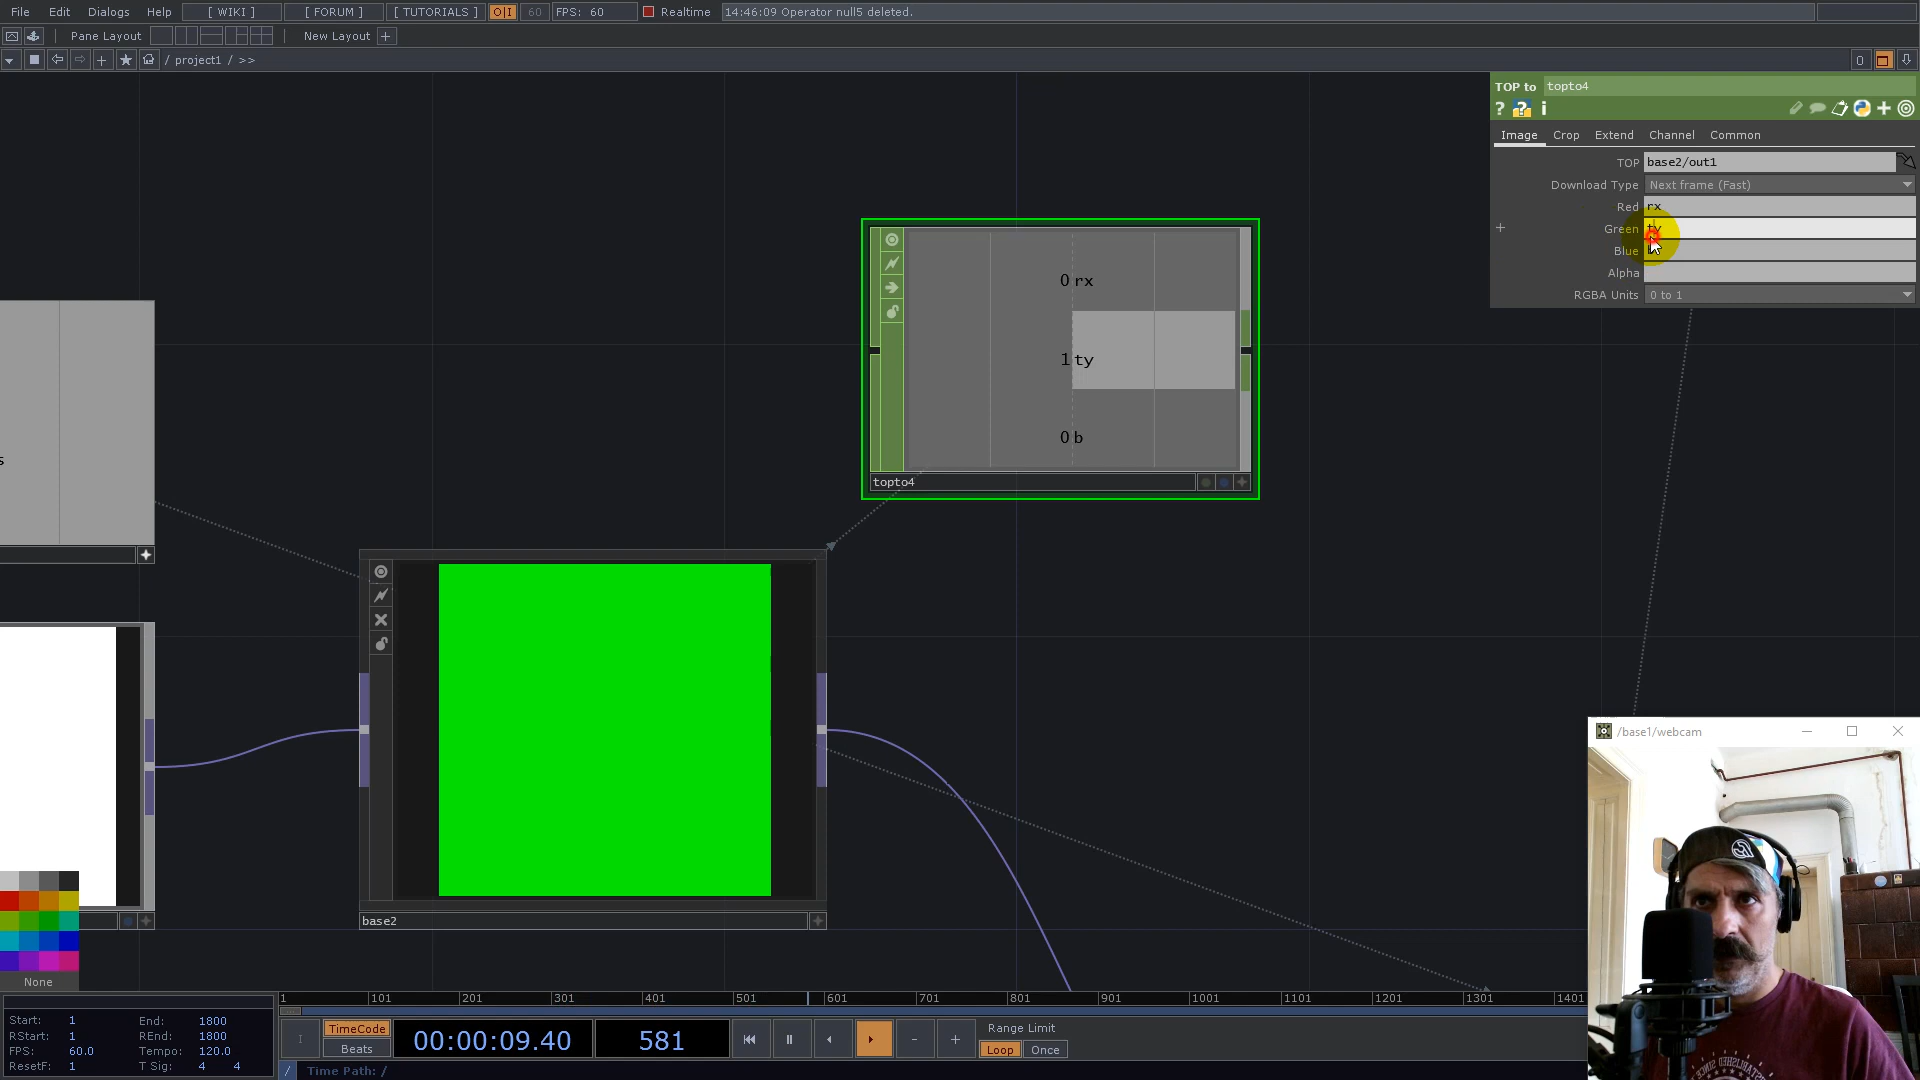 File Edit Dialogs Help [ WIKI ] [ FORUM ] [ TUTORIALS ] O|I 60 FPS: 60 Realtime 14:46:09 Operator null5 deleted.
Pane Layout New Layout +
/ project1 / >> 0
TOP to topto4
? ? i
Image Crop Extend Channel Common
TOP base2/out1
Download Type Next frame (Fast)
Red rx
Green ty
Blue
Alpha
RGBA Units 0 to 1
0 rx
1 ty
0 b
topto4
s
base2
None
/base1/webcam
1 101 201 301 401 501 601 701 801 901 1001 1101 1201 1301 1401
Start: 1 End: 1800
RStart: 1 REnd: 1800
FPS: 60.0 Tempo: 120.0
ResetF: 1 T Sig: 4 4
TimeCode
Beats
00:00:09.40 581
Range Limit
Loop Once
/ Time Path: /